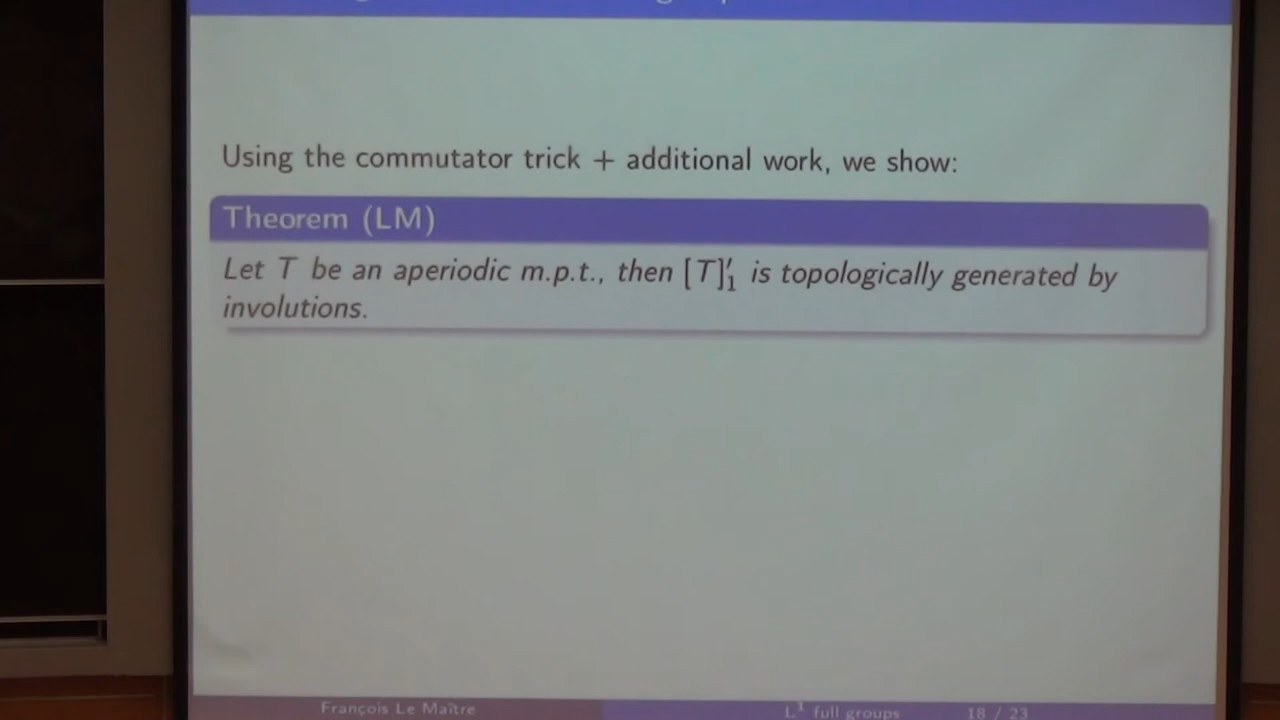 Using the commutator trick + additional work, we show:
Theorem (LM)
Let T be an aperiodic m.p.t., then [T]′₁ is topologically generated by
involutions.
François Le Maître
L¹ full groups
18 / 23